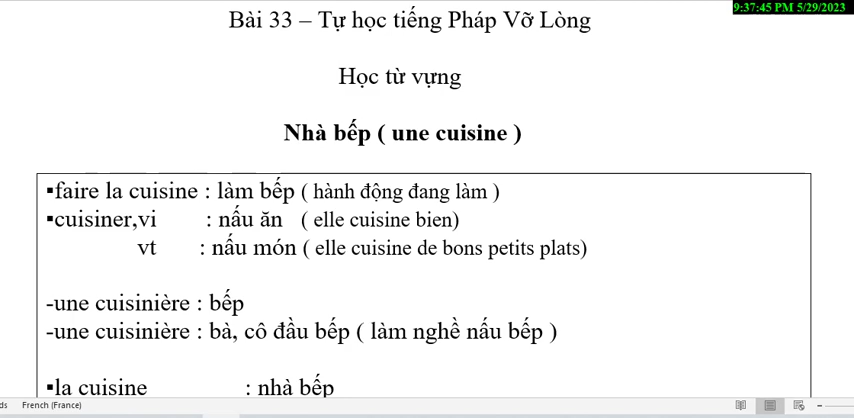 9:37:45 PM 5/29/2023
Bài 33 – Tự học tiếng Pháp Vỡ Lòng
Học từ vựng
Nhà bếp ( une cuisine )
▪faire la cuisine : làm bếp ( hành động đang làm )
▪cuisiner,vi : nấu ăn ( elle cuisine bien)
vt : nấu món ( elle cuisine de bons petits plats)
-une cuisinière : bếp
-une cuisinière : bà, cô đầu bếp ( làm nghề nấu bếp )
▪la cuisine : nhà bếp
ds French (France)